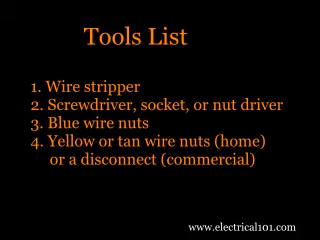 Tools List
1. Wire stripper
2. Screwdriver, socket, or nut driver
3. Blue wire nuts
4. Yellow or tan wire nuts (home)
or a disconnect (commercial)
www.electrical101.com